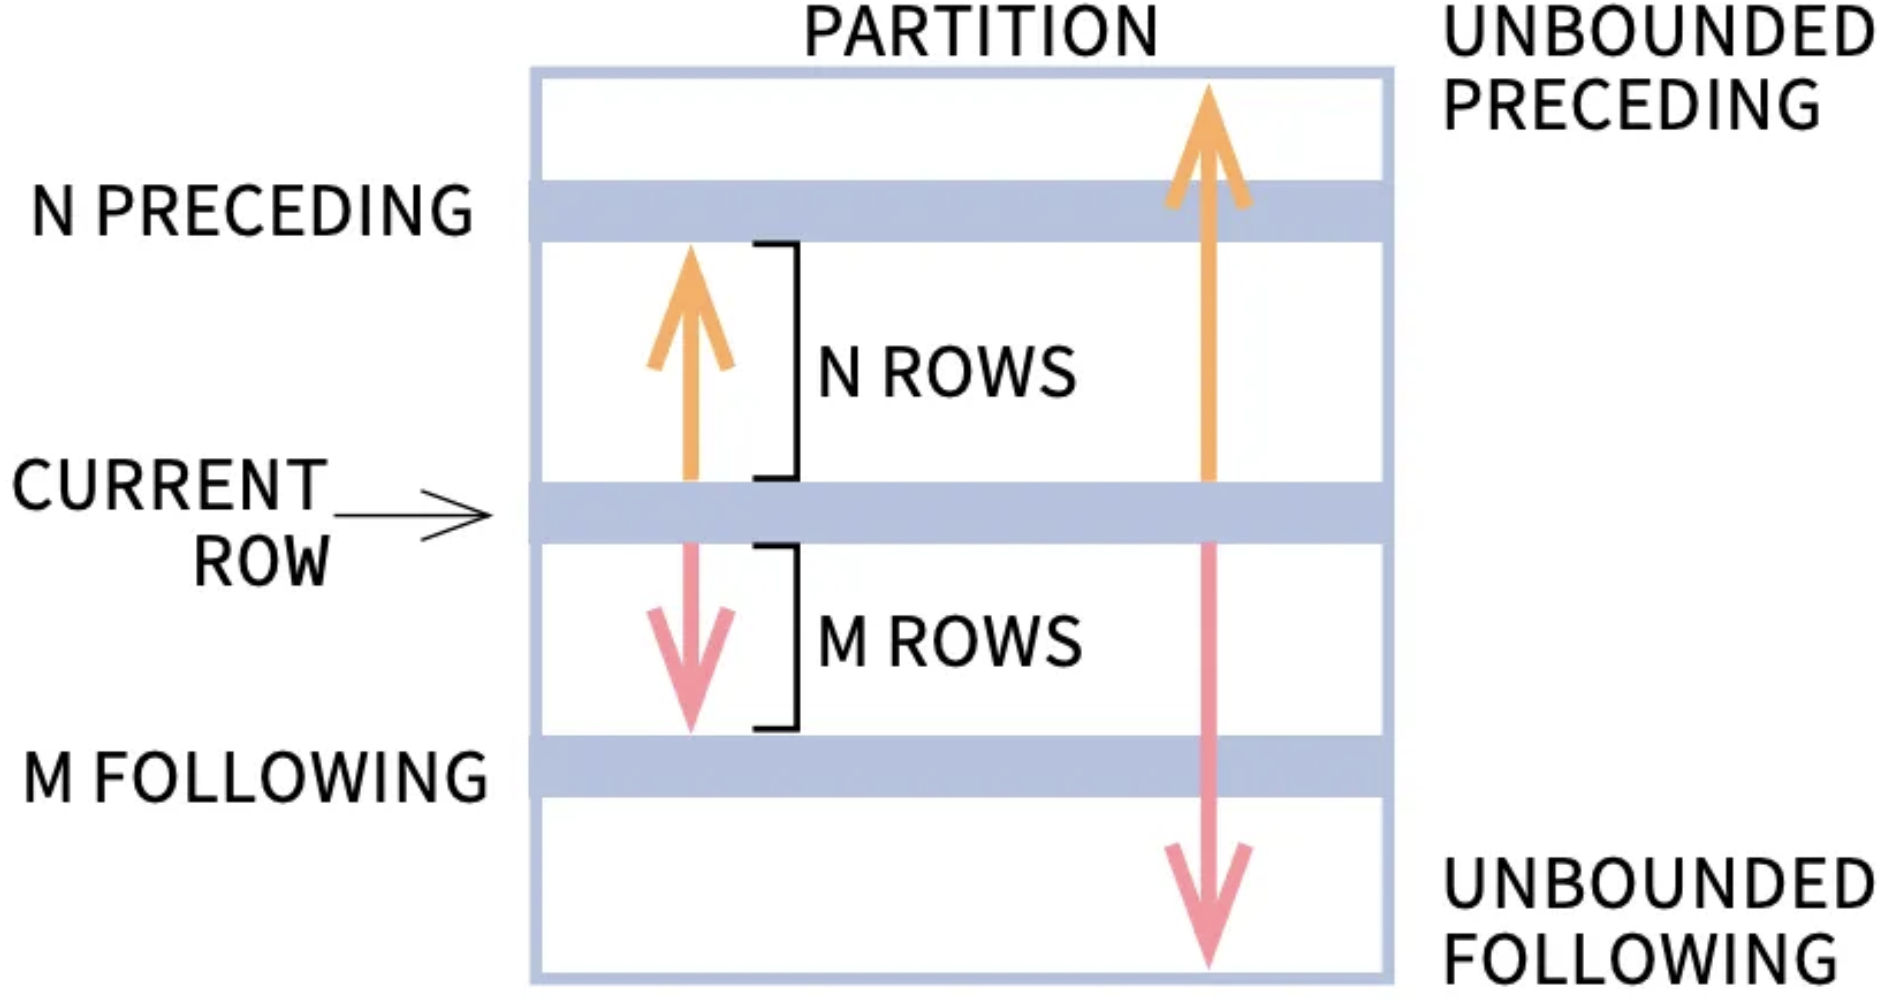 PARTITION
UNBOUNDED
PRECEDING
N PRECEDING
N ROWS
CURRENT
ROW
M ROWS
M FOLLOWING
UNBOUNDED
FOLLOWING